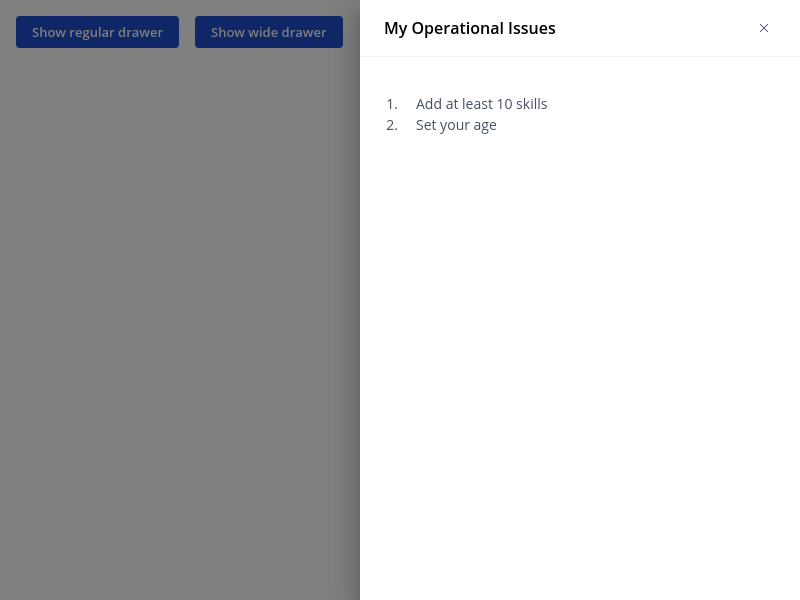 Show regular drawer
Show wide drawer
My Operational Issues
1. Add at least 10 skills
2. Set your age